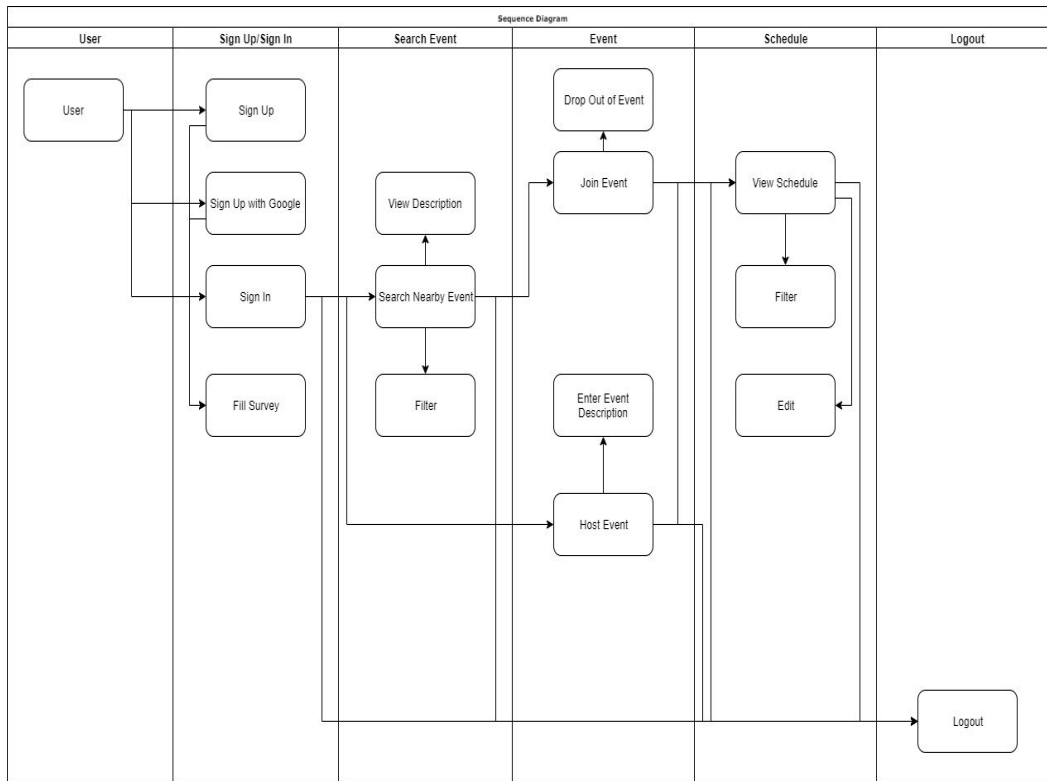 Sequence Diagram
User
Sign Up/Sign In
Search Event
Event
Schedule
Logout
Drop Out of Event
User
Sign Up
Join Event
View Schedule
View Description
Sign Up with Google
Sign In
Search Nearby Event
Filter
Fill Survey
Filter
Enter Event
Description
Edit
Host Event
Logout